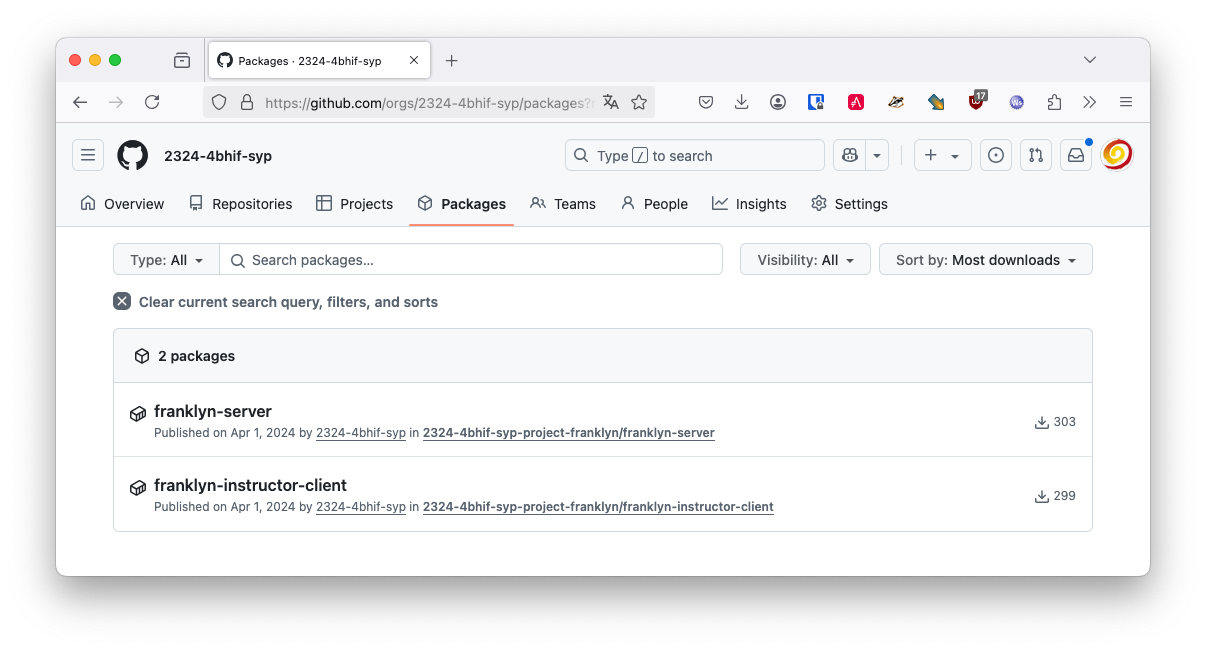 Packages · 2324-4bhif-syp
https://github.com/orgs/2324-4bhif-syp/packages?
17
Ws
2324-4bhif-syp
Type / to search
Overview Repositories Projects Packages Teams People Insights Settings
Type: All Search packages... Visibility: All Sort by: Most downloads
Clear current search query, filters, and sorts
2 packages
franklyn-server
Published on Apr 1, 2024 by 2324-4bhif-syp in 2324-4bhif-syp-project-franklyn/franklyn-server
303
franklyn-instructor-client
Published on Apr 1, 2024 by 2324-4bhif-syp in 2324-4bhif-syp-project-franklyn/franklyn-instructor-client
299